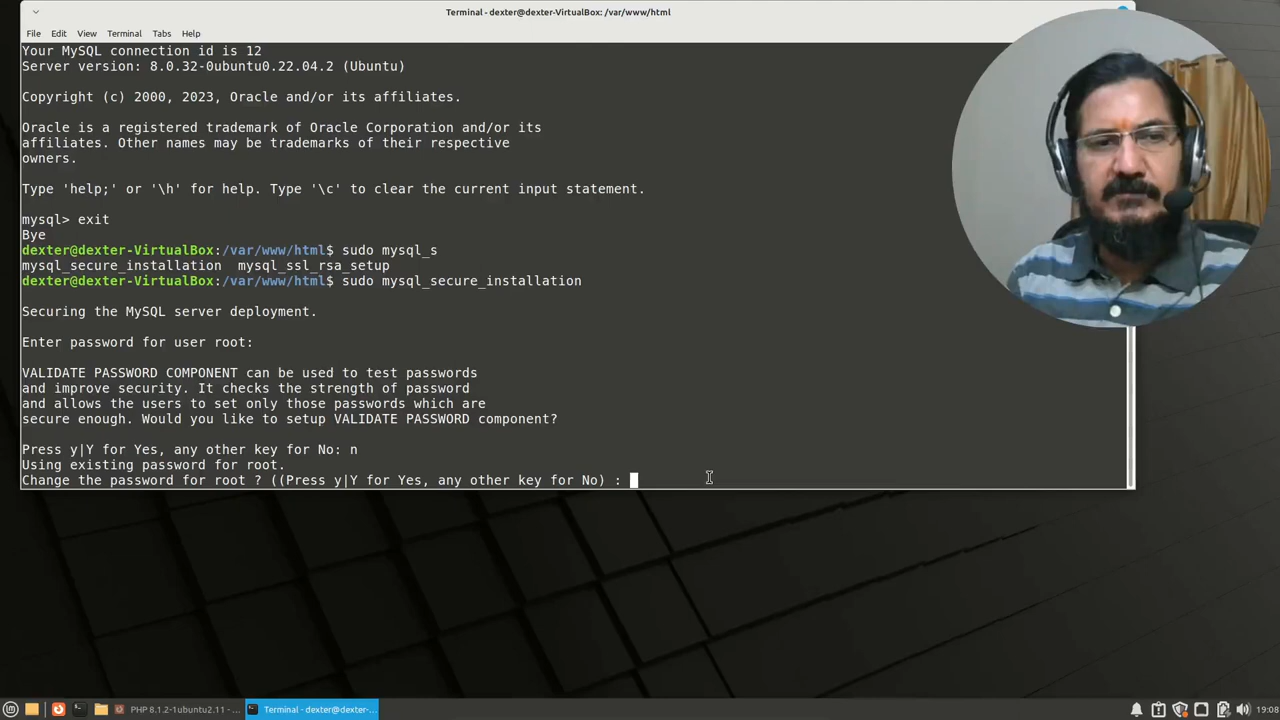 Terminal - dexter@dexter-VirtualBox: /var/www/html
File Edit View Terminal Tabs Help
Your MySQL connection id is 12
Server version: 8.0.32-0ubuntu0.22.04.2 (Ubuntu)
Copyright (c) 2000, 2023, Oracle and/or its affiliates.
Oracle is a registered trademark of Oracle Corporation and/or its
affiliates. Other names may be trademarks of their respective
owners.
Type 'help;' or '\h' for help. Type '\c' to clear the current input statement.
mysql> exit
Bye
dexter@dexter-VirtualBox:/var/www/html$ sudo mysql_s
mysql_secure_installation mysql_ssl_rsa_setup
dexter@dexter-VirtualBox:/var/www/html$ sudo mysql_secure_installation
Securing the MySQL server deployment.
Enter password for user root:
VALIDATE PASSWORD COMPONENT can be used to test passwords
and improve security. It checks the strength of password
and allows the users to set only those passwords which are
secure enough. Would you like to setup VALIDATE PASSWORD component?
Press y|Y for Yes, any other key for No: n
Using existing password for root.
Change the password for root ? ((Press y|Y for Yes, any other key for No) :
PHP 8.1.2-1ubuntu2.11 - ...
Terminal - dexter@dexter-...
19:08